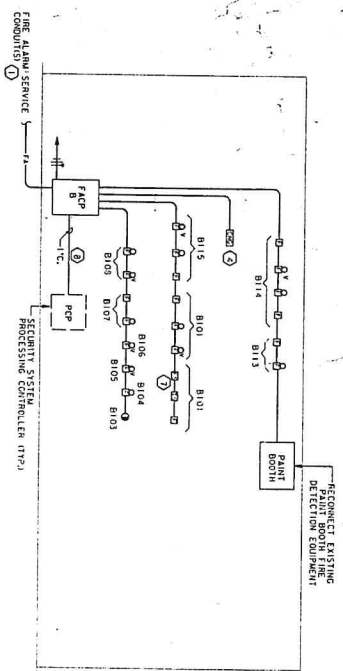 RECONNECT EXISTING
PAINT BOOTH FIRE
DETECTION EQUIPMENT
PAINT
BOOTH
B114
B113
4
B115
B101
B101
7
B108
B107
B106
B105
B104
B103
FIRE ALARM SERVICE
CONDUIT(S)
1
FA
FACP
B
1"C.
8
PCP
SECURITY SYSTEM
PROCESSING CONTROLLER (TYP.)